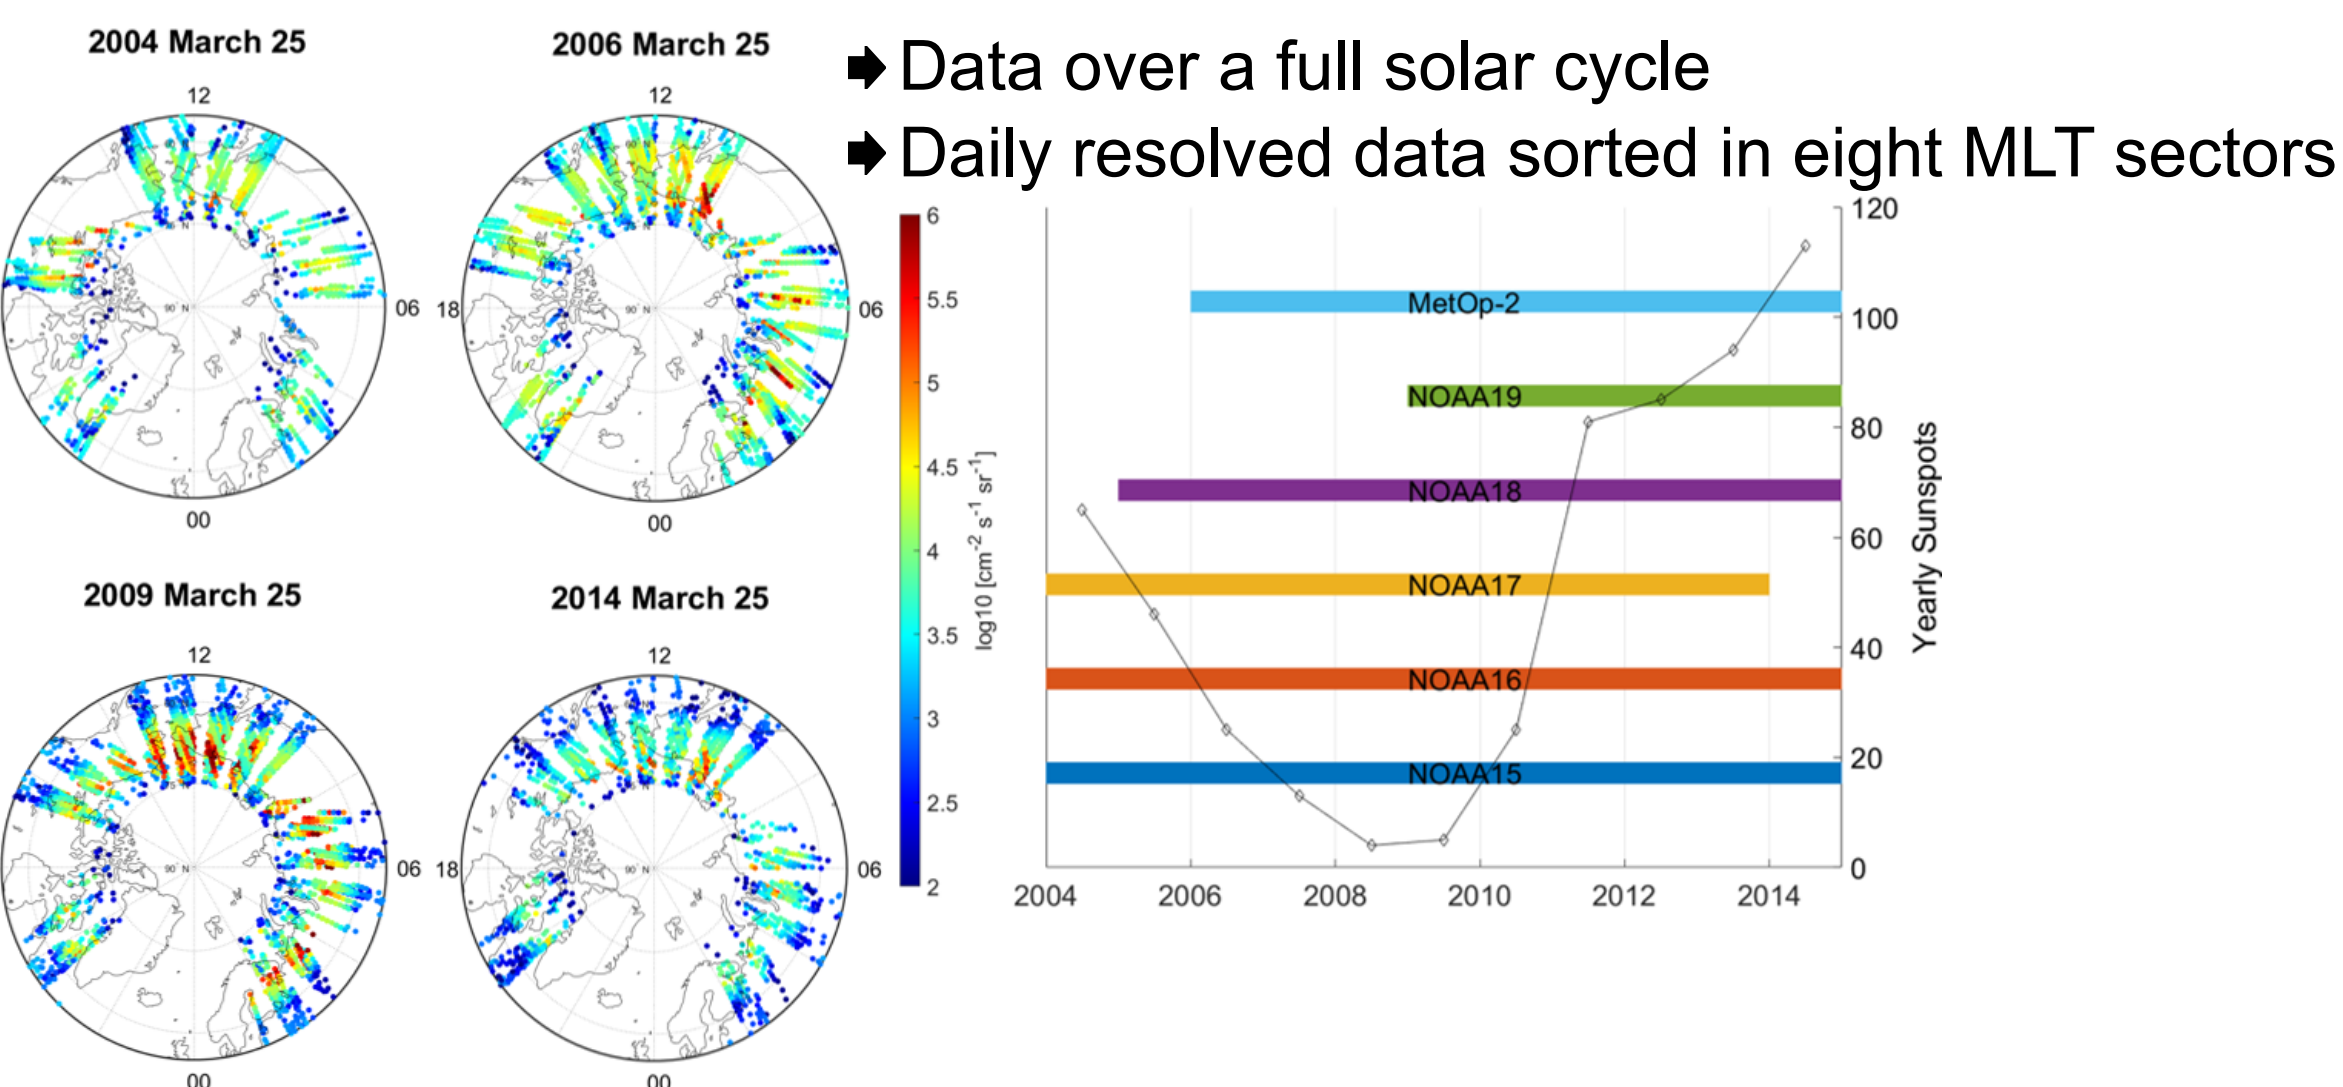 2004 March 25
2006 March 25
➡ Data over a full solar cycle
➡ Daily resolved data sorted in eight MLT sectors
12
12
90° N
06
18
90° N
06
00
00
2009 March 25
2014 March 25
12
12
90° N
06
18
90° N
06
00
00
6
5.5
5
4.5
4
3.5
3
2.5
2
log10 [cm-2 s-1 sr-1]
MetOp-2
NOAA19
NOAA18
NOAA17
NOAA16
NOAA15
120
100
80
60
40
20
0
Yearly Sunspots
2004
2006
2008
2010
2012
2014